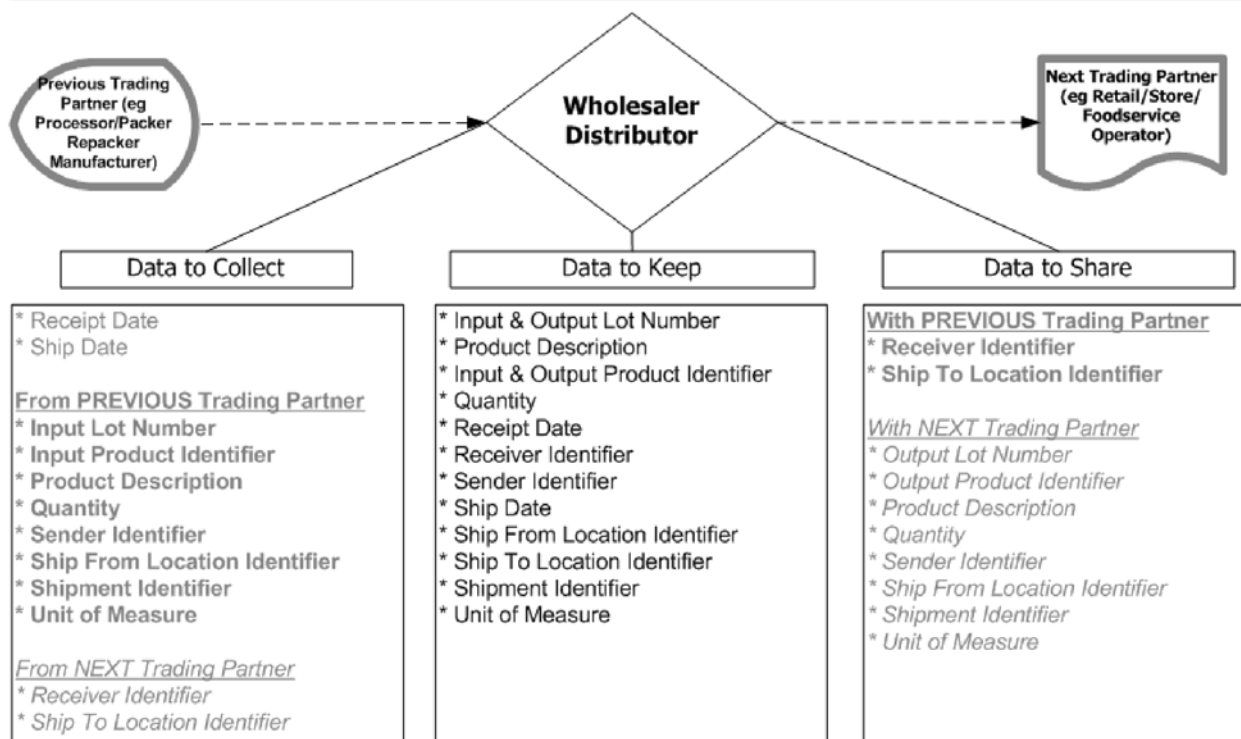 Previous Trading
Partner (eg
Processor/Packer
Repacker
Manufacturer)
Wholesaler
Distributor
Next Trading Partner
(eg Retail/Store/
Foodservice
Operator)
Data to Collect
* Receipt Date
* Ship Date
From PREVIOUS Trading Partner
* Input Lot Number
* Input Product Identifier
* Product Description
* Quantity
* Sender Identifier
* Ship From Location Identifier
* Shipment Identifier
* Unit of Measure
From NEXT Trading Partner
* Receiver Identifier
* Ship To Location Identifier
Data to Keep
* Input & Output Lot Number
* Product Description
* Input & Output Product Identifier
* Quantity
* Receipt Date
* Receiver Identifier
* Sender Identifier
* Ship Date
* Ship From Location Identifier
* Ship To Location Identifier
* Shipment Identifier
* Unit of Measure
Data to Share
With PREVIOUS Trading Partner
* Receiver Identifier
* Ship To Location Identifier
With NEXT Trading Partner
* Output Lot Number
* Output Product Identifier
* Product Description
* Quantity
* Sender Identifier
* Ship From Location Identifier
* Shipment Identifier
* Unit of Measure